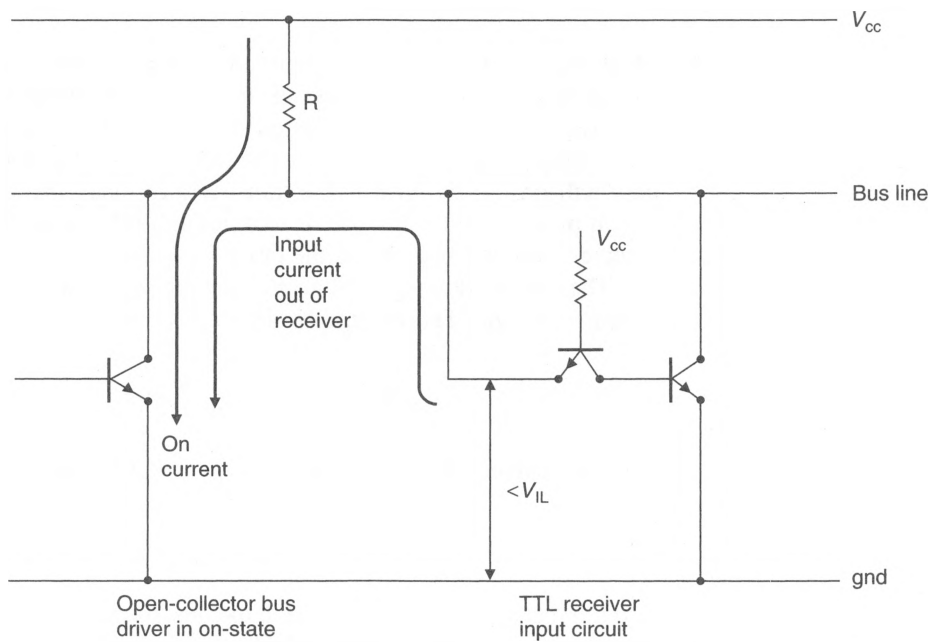 Vcc
R
Bus line
Input
current
out of
receiver
Vcc
On
current
<VIL
gnd
Open-collector bus
driver in on-state
TTL receiver
input circuit